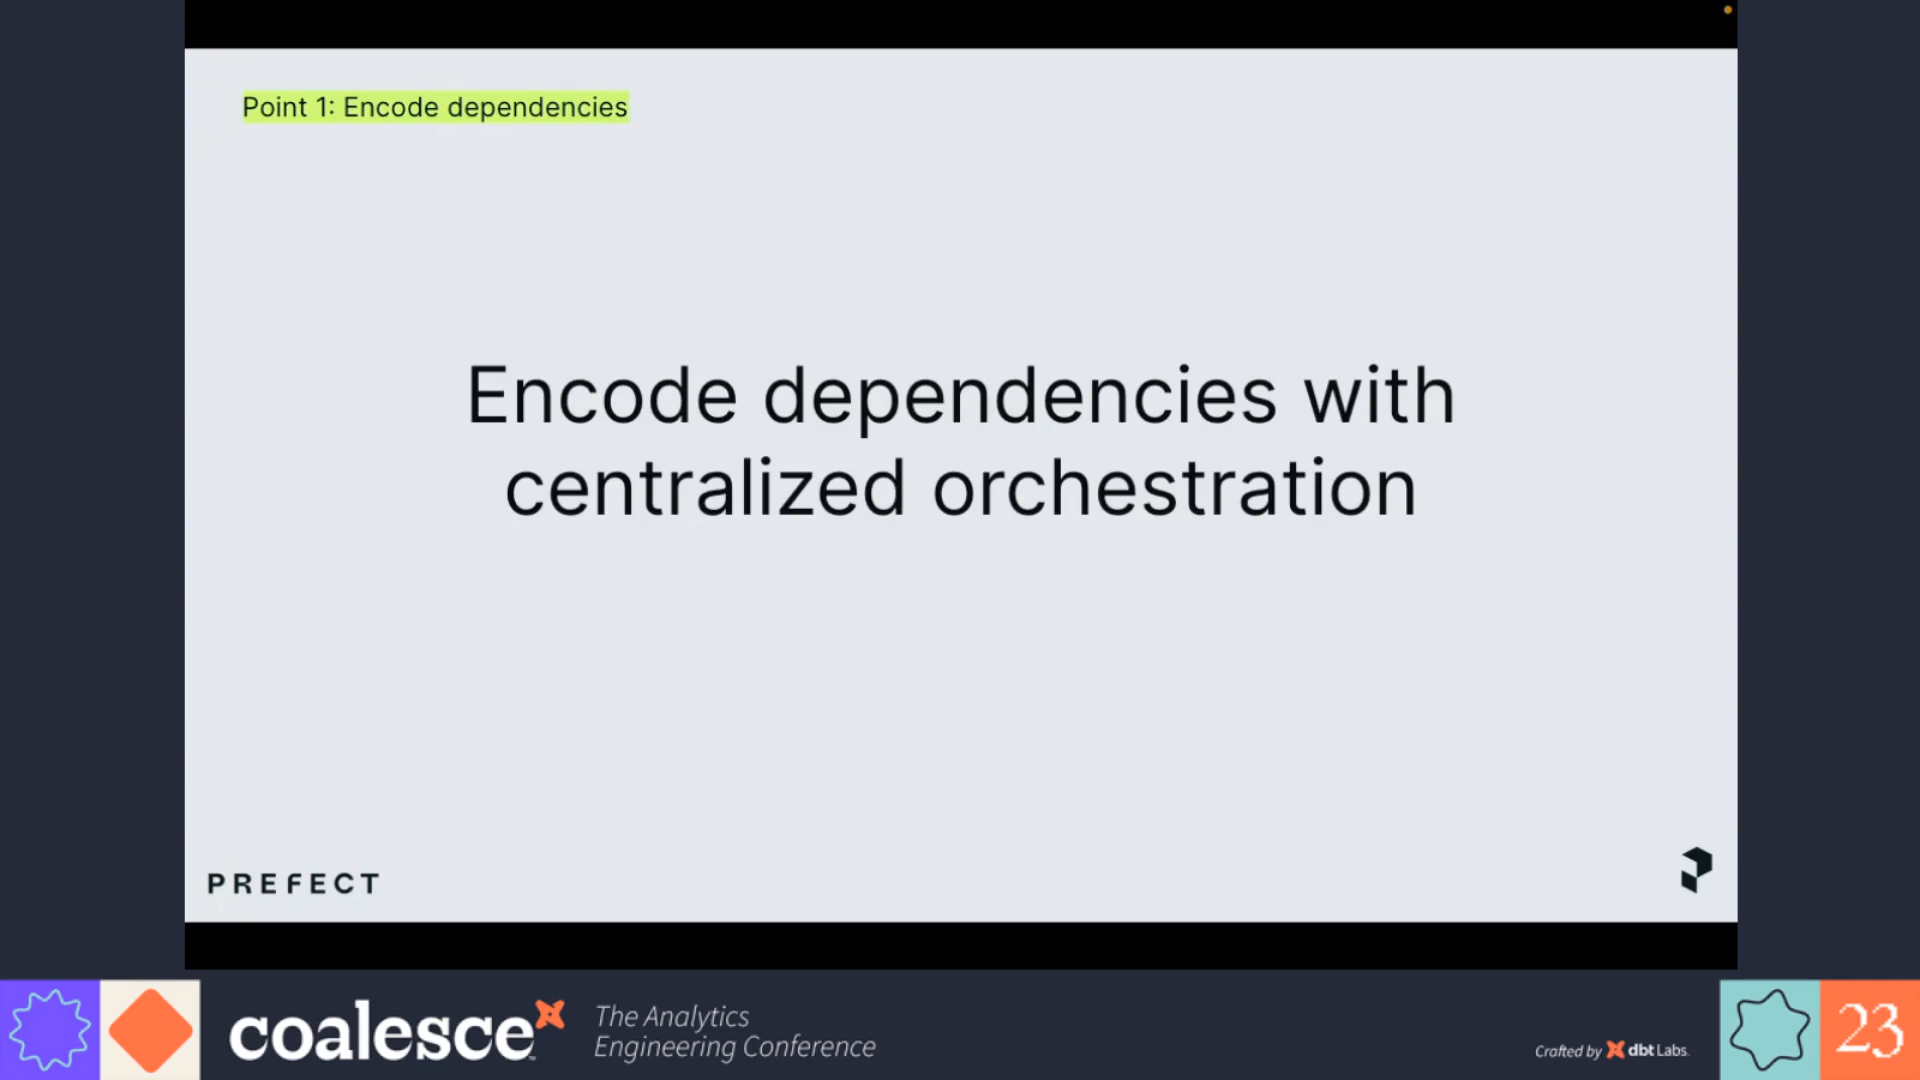 Point 1: Encode dependencies
Encode dependencies with
centralized orchestration
PREFECT
coalesce
The Analytics
Engineering Conference
Crafted by dbt Labs.
23